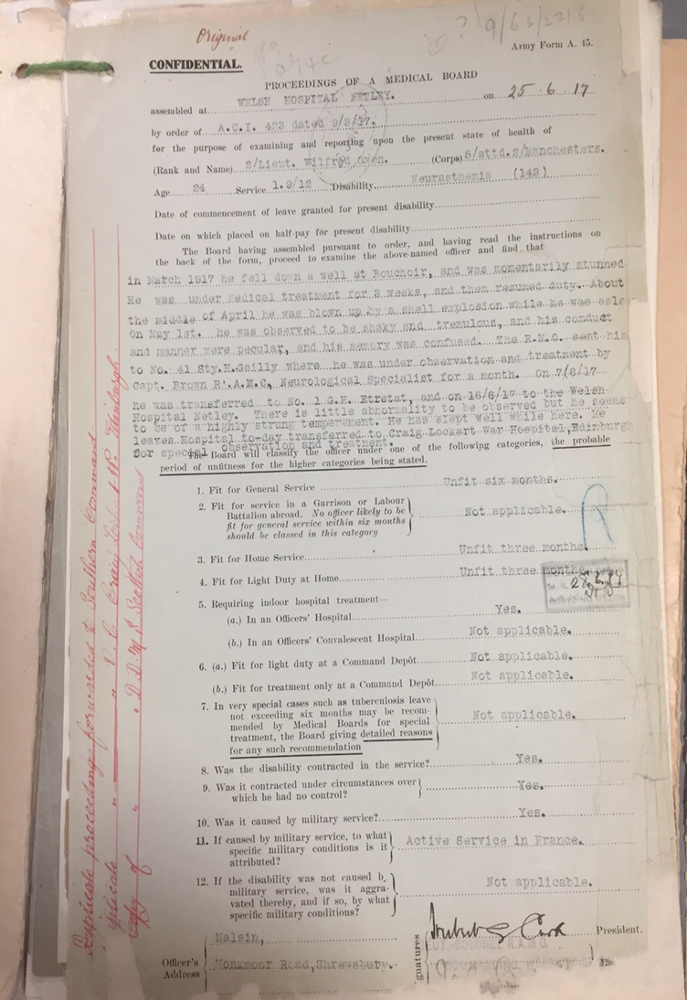 Original
9/63/2216
Army Form A. 45.
CONFIDENTIAL.
PROCEEDINGS OF A MEDICAL BOARD
assembled at WELSH HOSPITAL NETLEY. on 25.6.17
by order of A.C.I. 423 dated 9/3/17.
for the purpose of examining and reporting upon the present state of health of
(Rank and Name) 2/Lieut. Wilfred Owen. (Corps) 5/attd.2/Manchesters.
Age 24 Service 1.9/12 Disability Neurasthenia (142)
Date of commencement of leave granted for present disability
Date on which placed on half-pay for present disability
The Board having assembled pursuant to order, and having read the instructions on
the back of the form, proceed to examine the above-named officer and find that
in March 1917 he fell down a well at Bouchoir, and was momentarily stunned
He was under Medical treatment for 3 weeks, and then resumed duty. About
the middle of April he was blown up by a shell explosion while he was asle
On May 1st. he was observed to be shaky and tremulous, and his conduct
and manner were pecular, and his memory was confused. The R.M.O. sent him
to No. 41 Sty.H.Gailly where he was under observation and treatment by
Capt. Brown R'.A.M.C. Neurological Specialist for a month. On 7/6/17
he was transferred to No. 1 G.H. Etretat, and on 16/6/17 to the Welsh
Hospital Netley. There is little abnormality to be observed but he seems
to be of a highly strung temperament. He has slept well while here. He
leaves Hospital to-day transferred to Craig Lockart War Hospital, Edinburgh
for special observation and treatment.
The Board will classify the officer under one of the following categories, the probable
period of unfitness for the higher categories being stated.
1. Fit for General Service Unfit six months.
2. Fit for service in a Garrison or Labour
Battalion abroad. No officer likely to be
fit for general service within six months
should be classed in this category
Not applicable.
3. Fit for Home Service Unfit three months.
4. Fit for Light Duty at Home Unfit three months.
28.6.17
5. Requiring indoor hospital treatment—
(a.) In an Officers' Hospital Yes.
(b.) In an Officers' Convalescent Hospital Not applicable.
6. (a.) Fit for light duty at a Command Depôt Not applicable.
(b.) Fit for treatment only at a Command Depôt Not applicable.
7. In very special cases such as tuberculosis leave
not exceeding six months may be recom-
mended by Medical Boards for special
treatment, the Board giving detailed reasons
for any such recommendation
Not applicable.
8. Was the disability contracted in the service? Yes.
9. Was it contracted under circumstances over
which he had no control?
Yes.
10. Was it caused by military service? Yes.
11. If caused by military service, to what
specific military conditions is it
attributed?
Active Service in France.
12. If the disability was not caused b
military service, was it aggra-
vated thereby, and if so, by what
specific military conditions?
Not applicable.
Officer's
Address
Malsin,
Monkmoor Road, Shrewsbury.
gnatures
President.
LIEUT-COLONEL R.A.M.C.
Duplicate proceeding forwarded to Southern Command
Copy of " " D D M S Scottish Command